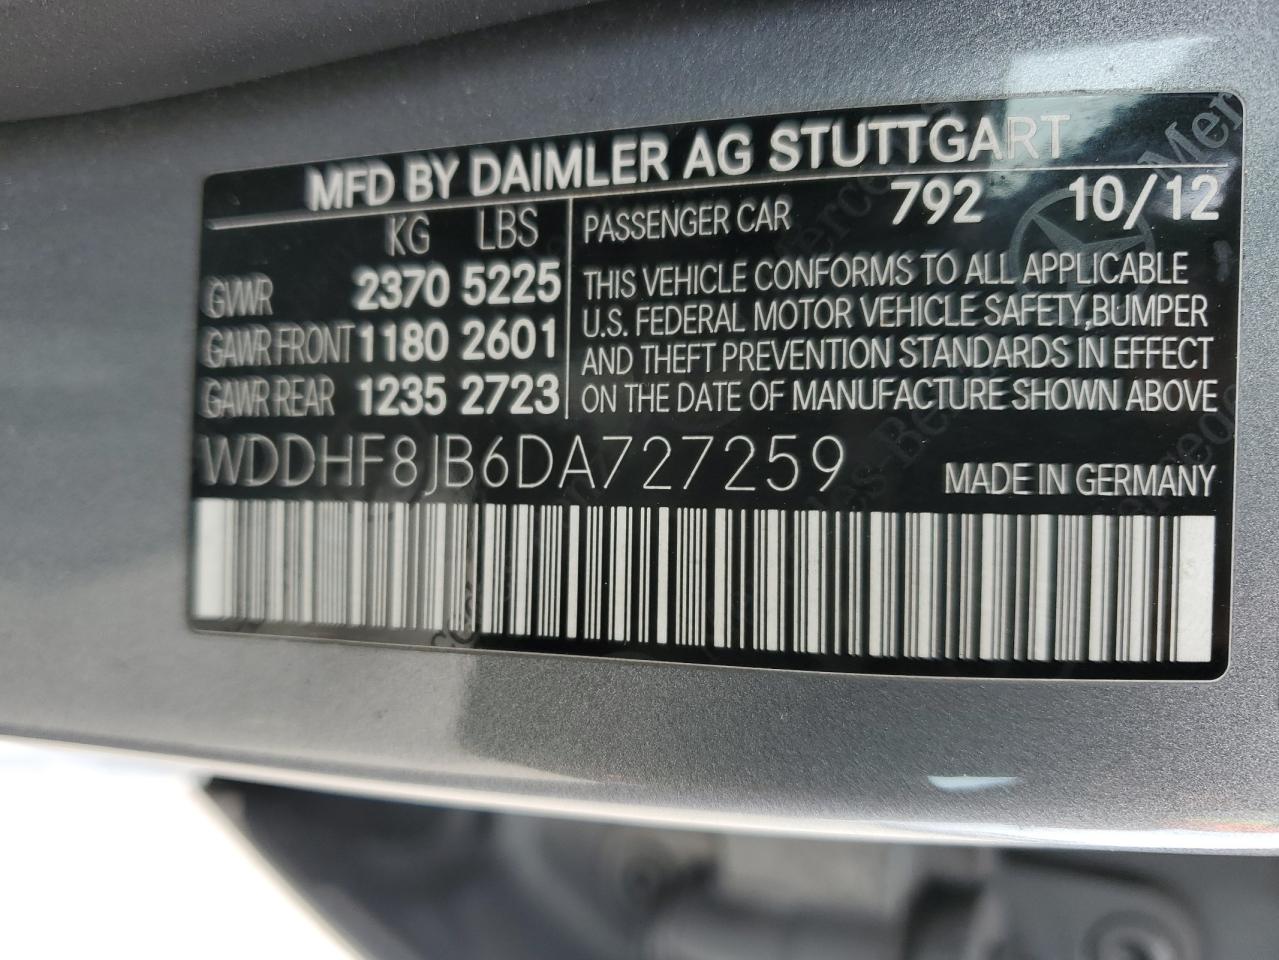 MFD BY DAIMLER AG STUTTGART
KG LBS
GVWR 2370 5225
GAWR FRONT 1180 2601
GAWR REAR 1235 2723
PASSENGER CAR 792 10/12
THIS VEHICLE CONFORMS TO ALL APPLICABLE
U.S. FEDERAL MOTOR VEHICLE SAFETY, BUMPER
AND THEFT PREVENTION STANDARDS IN EFFECT
ON THE DATE OF MANUFACTURE SHOWN ABOVE
WDDHF8JB6DA727259 MADE IN GERMANY